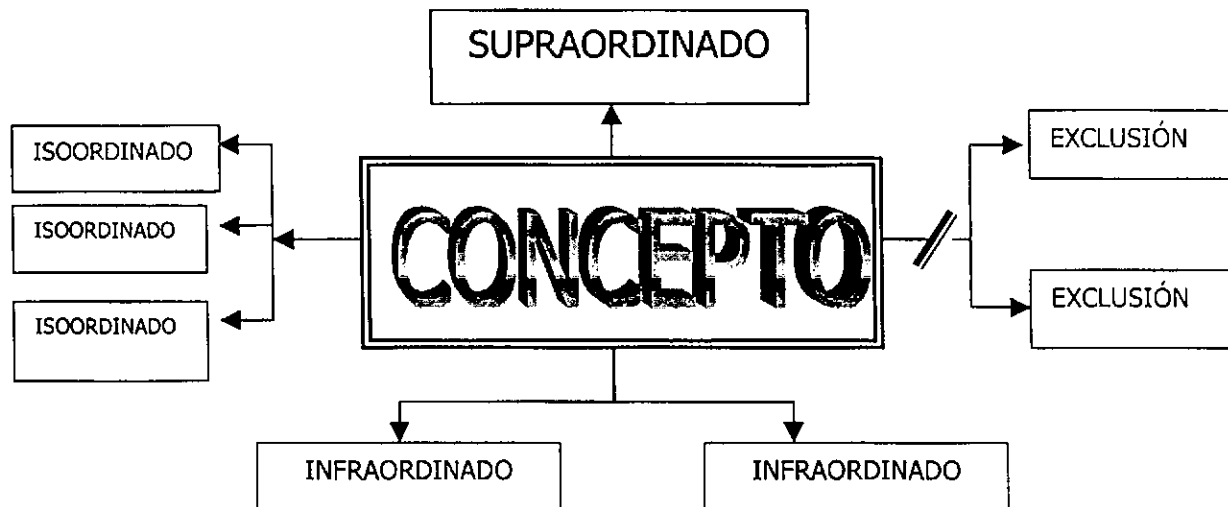 SUPRAORDINADO
ISOORDINADO
ISOORDINADO
ISOORDINADO
CONCEPTO
EXCLUSIÓN
EXCLUSIÓN
INFRAORDINADO
INFRAORDINADO